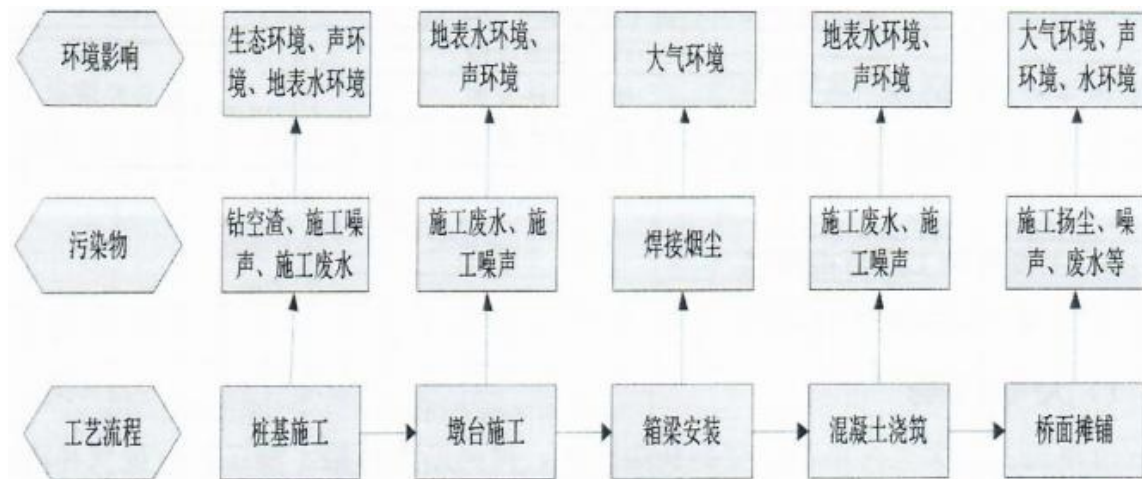 环境影响
生态环境、声环
境、地表水环境
地表水环境、
声环境
大气环境
地表水环境、
声环境
大气环境、声
环境、水环境
污染物
钻空渣、施工噪
声、施工废水
施工废水、施
工噪声
焊接烟尘
施工废水、施
工噪声
施工扬尘、噪
声、废水等
工艺流程
桩基施工
墩台施工
箱梁安装
混凝土浇筑
桥面摊铺